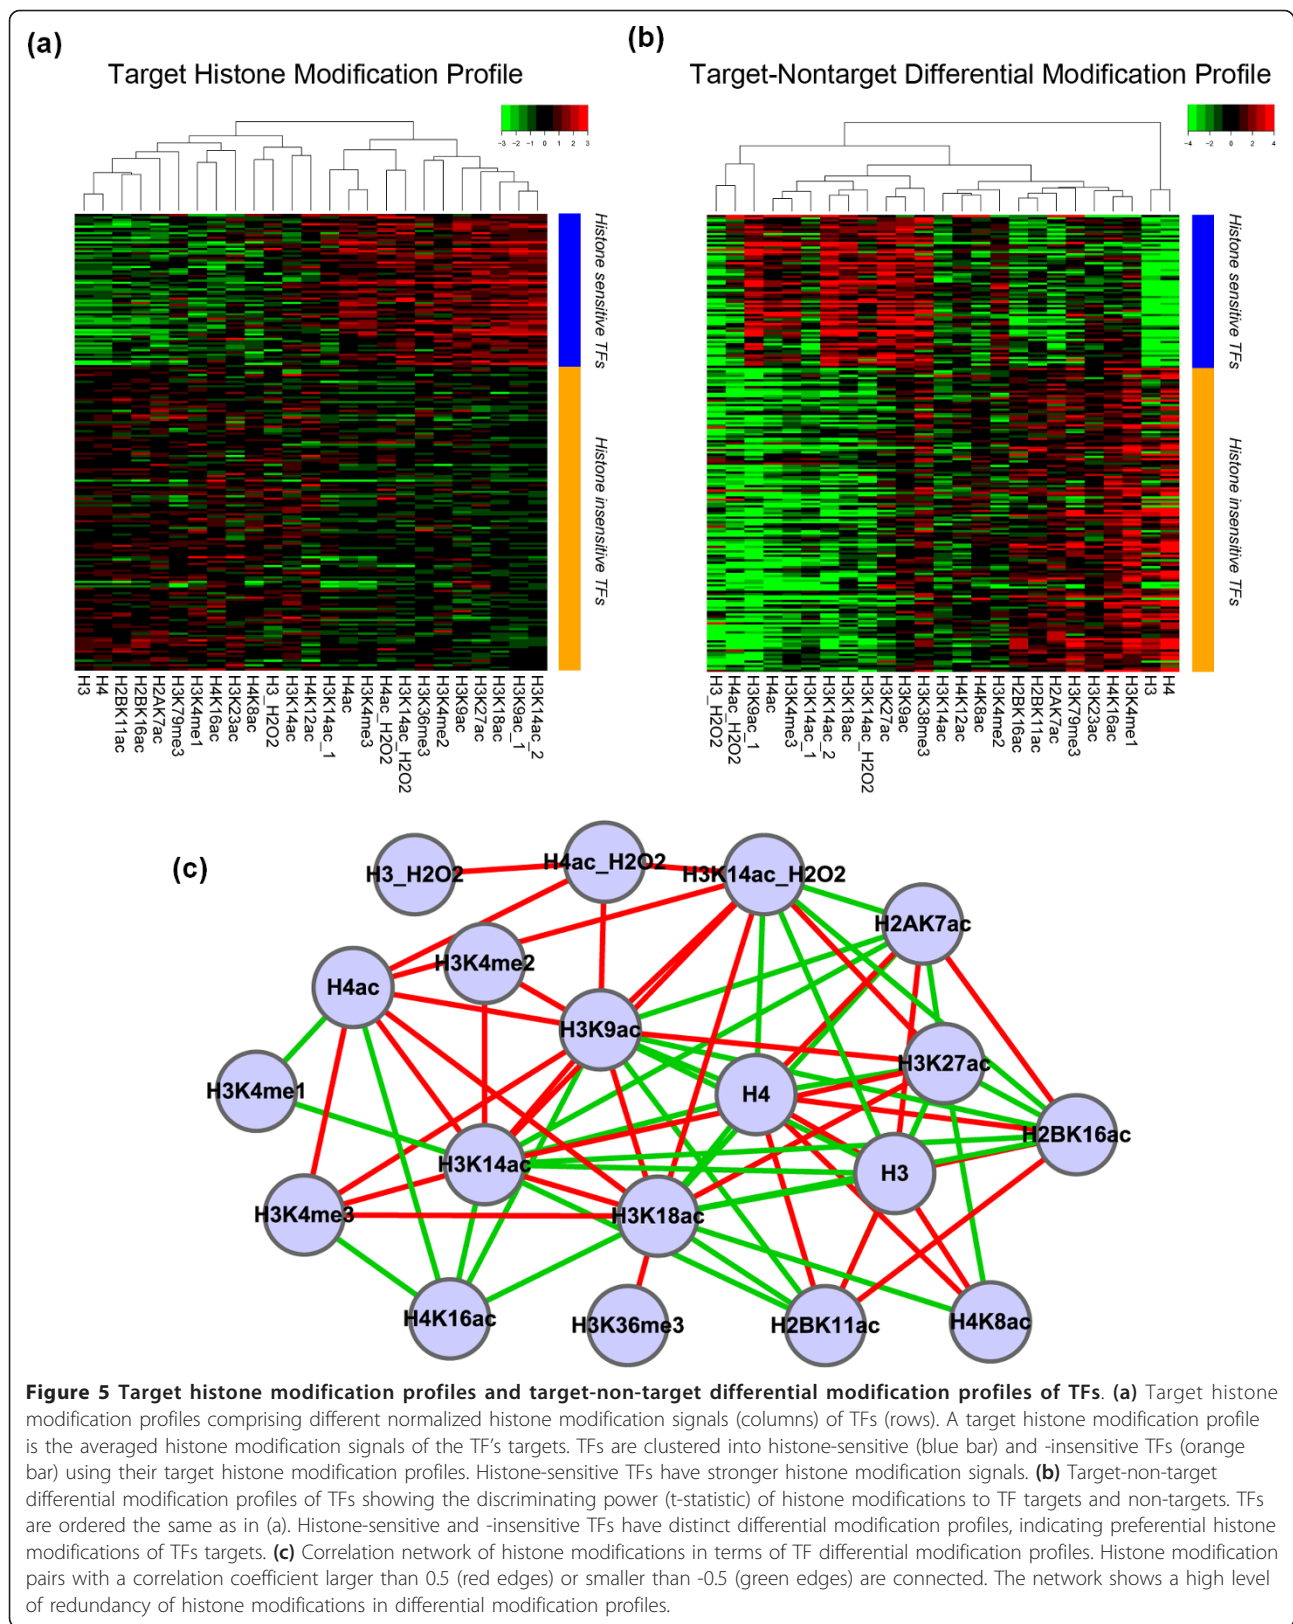 (a)
Target Histone Modification Profile
-3 -2 -1 0 1 2 3
Histone sensitive TFs
Histone insensitive TFs
H3
H4
H2BK11ac
H2BK16ac
H2AK7ac
H3K79me3
H3K4me1
H4K16ac
H3K23ac
H4K8ac
H3_H2O2
H3K14ac
H4K12ac
H3K14ac_1
H4ac
H3K4me3
H4ac_H2O2
H3K14ac_H2O2
H3K36me3
H3K4me2
H3K9ac
H3K27ac
H3K18ac
H3K9ac_1
H3K14ac_2
(b)
Target-Nontarget Differential Modification Profile
-4 -2 0 2 4
Histone sensitive TFs
Histone insensitive TFs
H3_H2O2
H4ac_H2O2
H3K9ac_1
H4ac
H3K4me3
H3K14ac_1
H3K14ac_2
H3K18ac
H3K14ac_H2O2
H3K27ac
H3K9ac
H3K38me3
H3K14ac
H4K12ac
H4K8ac
H3K4me2
H2BK16ac
H2BK11ac
H2AK7ac
H3K79me3
H3K23ac
H4K16ac
H3K4me1
H3
H4
(c)
H3_H2O2
H4ac_H2O2
H3K14ac_H2O2
H2AK7ac
H3K4me2
H4ac
H3K9ac
H3K27ac
H3K4me1
H4
H2BK16ac
H3K14ac
H3
H3K4me3
H3K18ac
H4K16ac
H3K36me3
H2BK11ac
H4K8ac
Figure 5 Target histone modification profiles and target-non-target differential modification profiles of TFs. (a) Target histone
modification profiles comprising different normalized histone modification signals (columns) of TFs (rows). A target histone modification profile
is the averaged histone modification signals of the TF's targets. TFs are clustered into histone-sensitive (blue bar) and -insensitive TFs (orange
bar) using their target histone modification profiles. Histone-sensitive TFs have stronger histone modification signals. (b) Target-non-target
differential modification profiles of TFs showing the discriminating power (t-statistic) of histone modifications to TF targets and non-targets. TFs
are ordered the same as in (a). Histone-sensitive and -insensitive TFs have distinct differential modification profiles, indicating preferential histone
modifications of TFs targets. (c) Correlation network of histone modifications in terms of TF differential modification profiles. Histone modification
pairs with a correlation coefficient larger than 0.5 (red edges) or smaller than -0.5 (green edges) are connected. The network shows a high level
of redundancy of histone modifications in differential modification profiles.